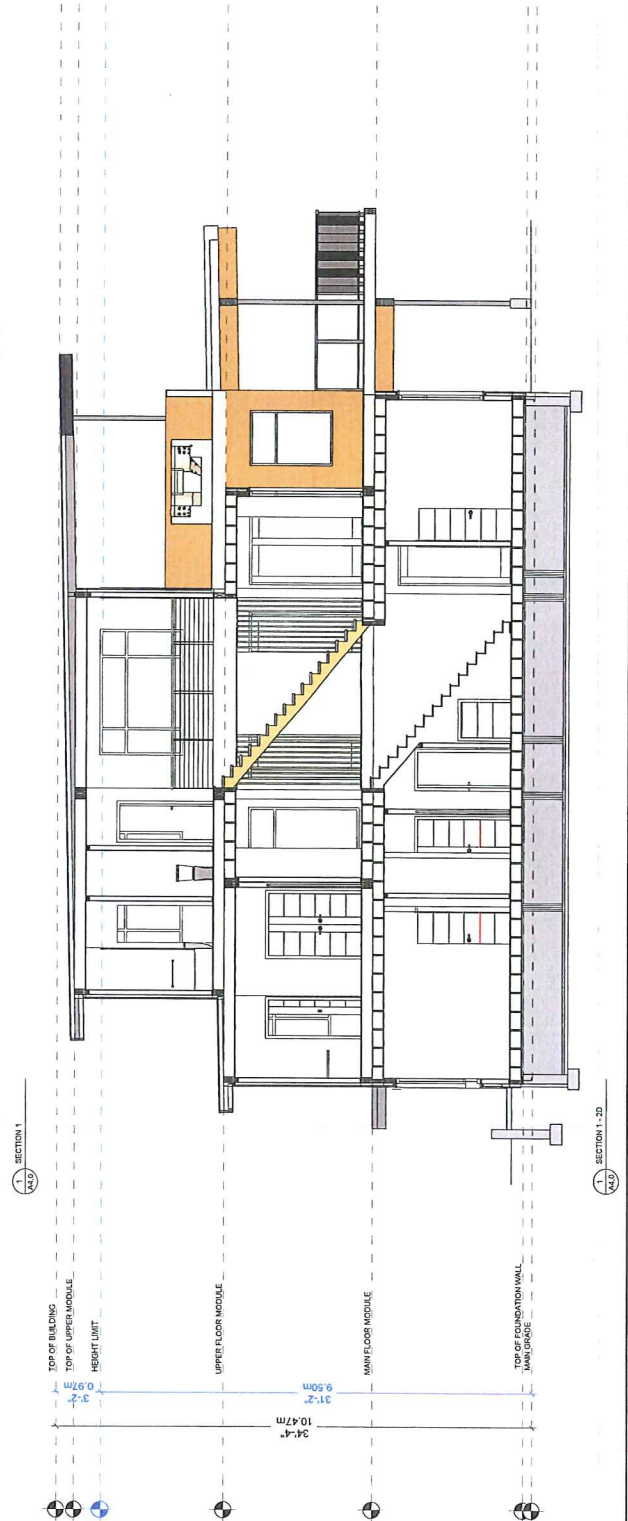 1 SECTION 1
A4.0
TOP OF BUILDING
TOP OF UPPER MODULE
HEIGHT LIMIT
UPPER FLOOR MODULE
MAIN FLOOR MODULE
TOP OF FOUNDATION WALL
MAIN GRADE
3'-2"
0.97m
31'-2"
9.50m
34'-4"
10.47m
1 SECTION 1 - 2D
A4.0